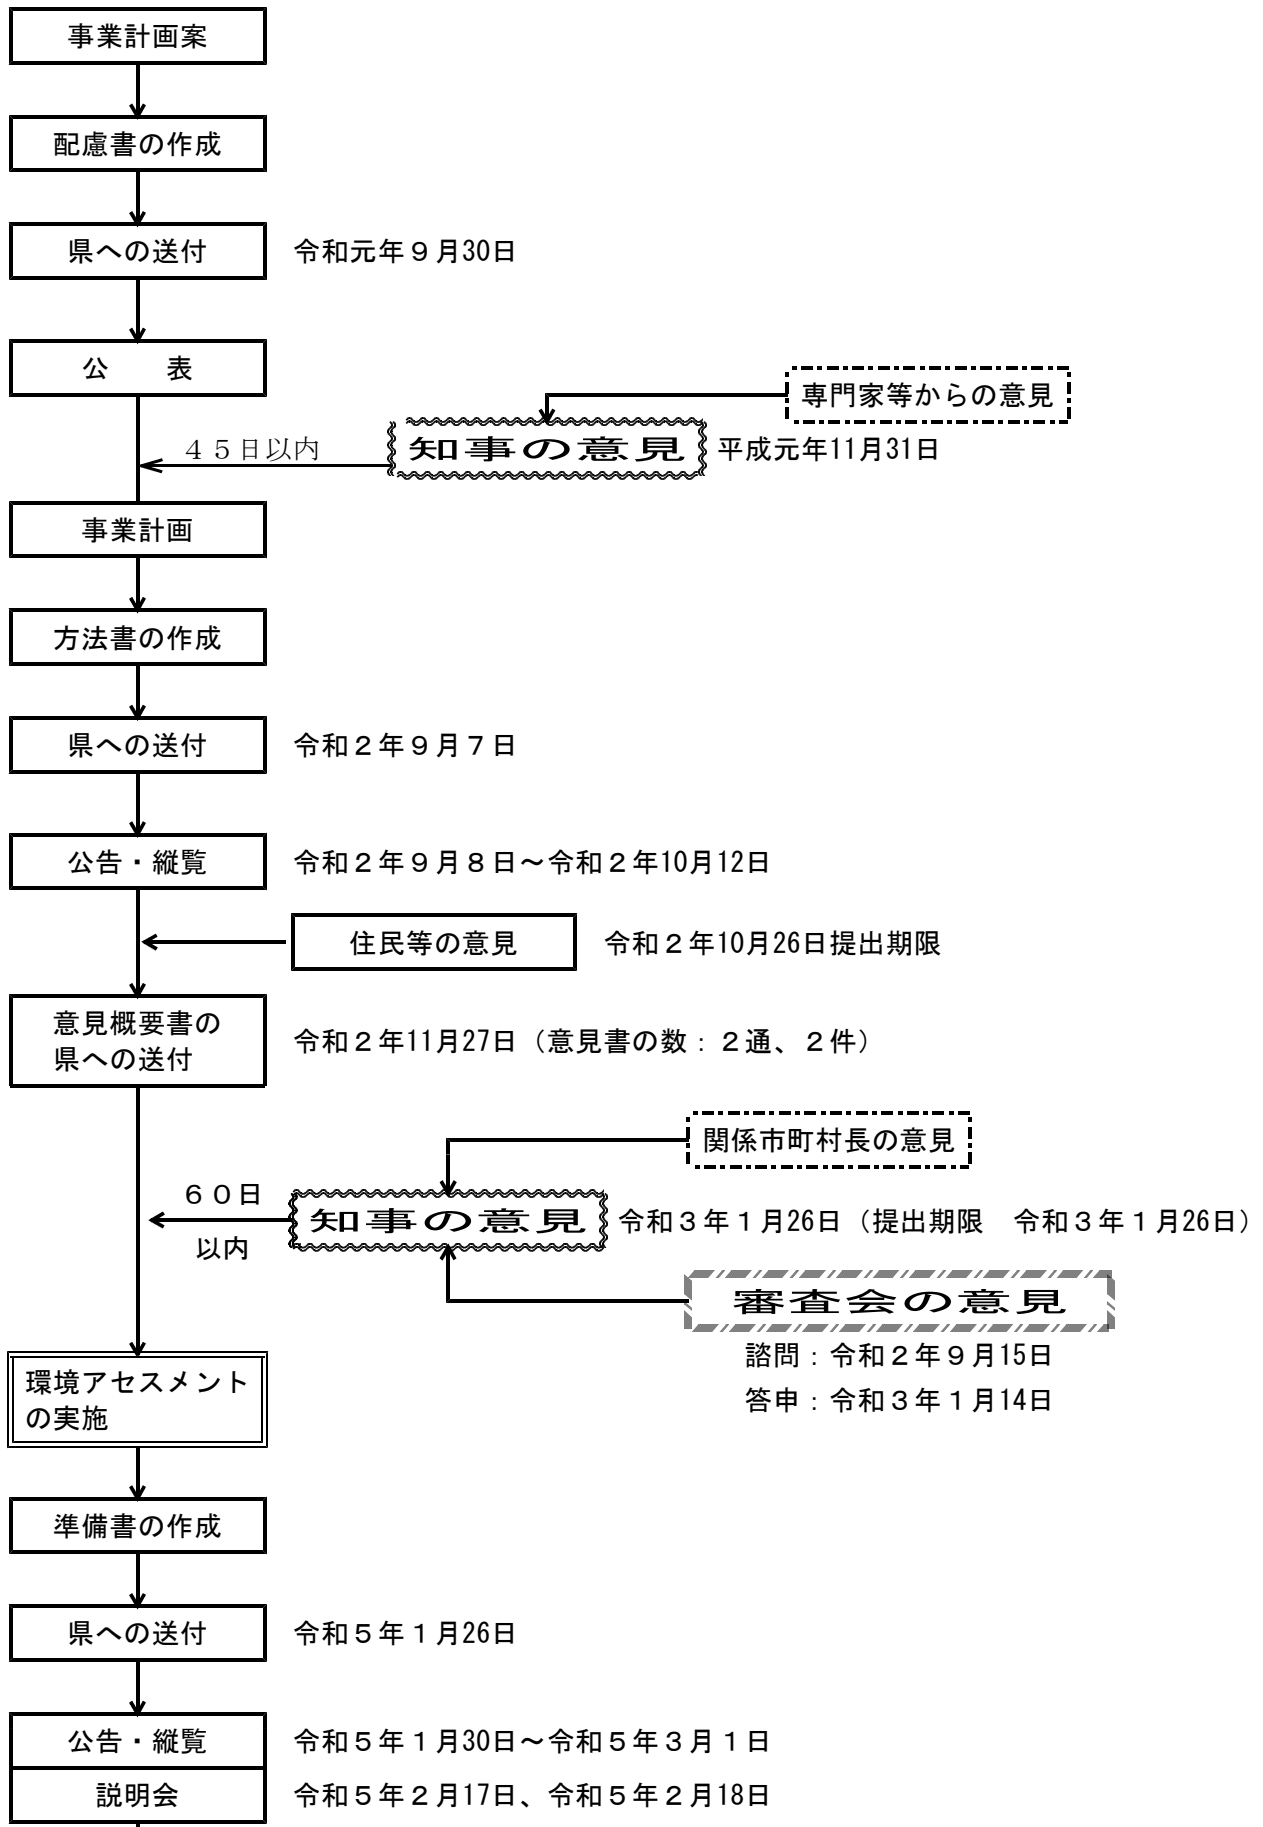 事業計画案
配慮書の作成
県への送付　令和元年９月30日
公　　表
専門家等からの意見
４５日以内　知事の意見　平成元年11月31日
事業計画
方法書の作成
県への送付　令和２年９月７日
公告・縦覧　令和２年９月８日～令和２年10月12日
住民等の意見　令和２年10月26日提出期限
意見概要書の
県への送付
令和２年11月27日（意見書の数：２通、２件）
関係市町村長の意見
６０日
以内
知事の意見　令和３年１月26日（提出期限　令和３年１月26日）
審査会の意見
諮問：令和２年９月15日
答申：令和３年１月14日
環境アセスメント
の実施
準備書の作成
県への送付　令和５年１月26日
公告・縦覧　令和５年１月30日～令和５年３月１日
説明会　令和５年２月17日、令和５年２月18日